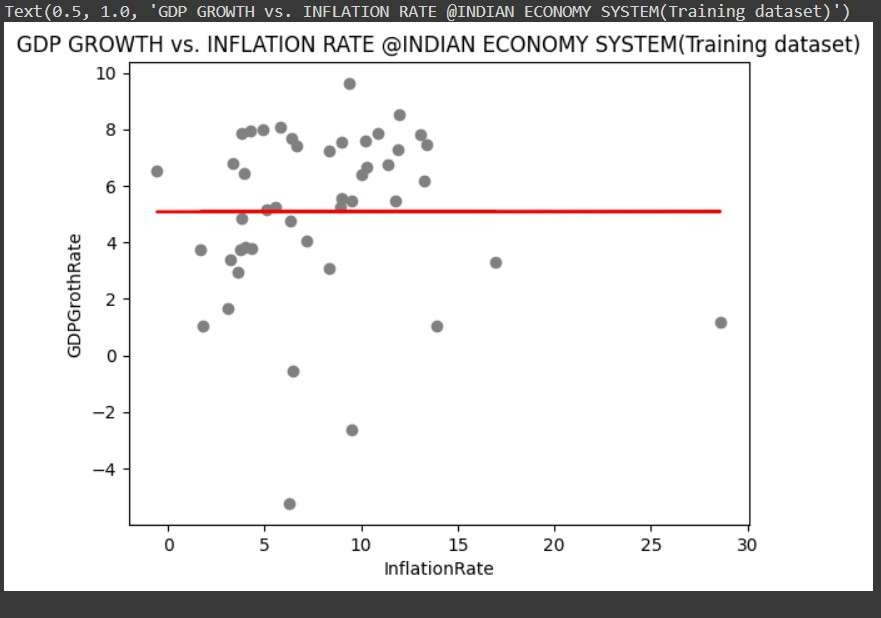 Text(0.5, 1.0, 'GDP GROWTH vs. INFLATION RATE @INDIAN ECONOMY SYSTEM(Training dataset)')
GDP GROWTH vs. INFLATION RATE @INDIAN ECONOMY SYSTEM(Training dataset)
10
8
6
4
2
0
−2
−4
GDPGrothRate
0 5 10 15 20 25 30
InflationRate